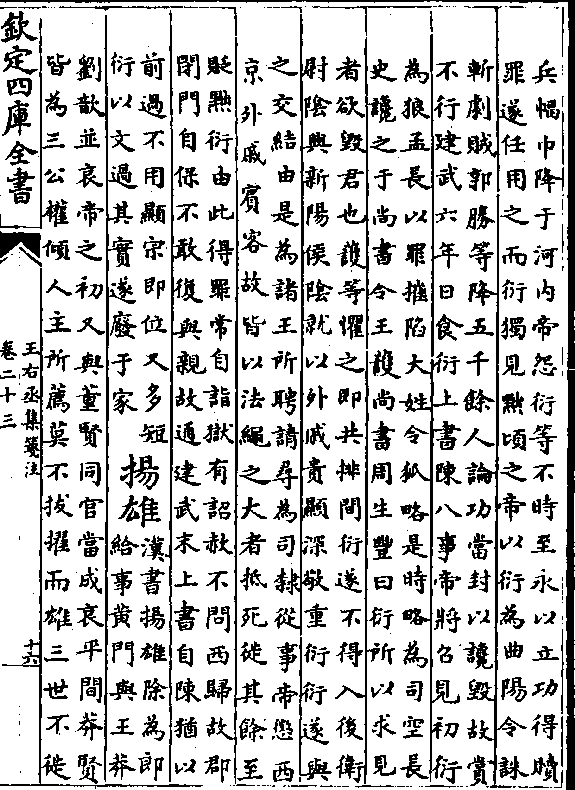 兵幅巾降于河内帝怨衍等不時至永以立功得贖
罪遂任用之而衍獨見黜頃之帝以衍為曲陽令誅
斬劇賊郭勝等降五千餘人論功當封以讒毁故賞
不行建武六年日食衍上書陳八事帝將召見初衍
為狼孟長以罪摧陷大姓令狐略是時略為司空長
史讒之于尚書令王護尚書周生豐曰衍所以求見
者欲毀君也護等懼之即共排間衍遂不得入後衛
尉陰興新陽侯陰就以外戚貴顯深敬重衍衍遂與
之交結由是為諸王所聘請尋為司隸從事帝懲西
京外戚賓客故皆以法繩之大者抵死徙其餘至
貶黜衍由此得罪常自詣獄有詔赦不問西歸故郡
閉門自保不敢復與親故通建武末上書自陳猶以
前過不用顯宗即位又多短
衍以文過其實遂廢于家
揚雄
漢書揚雄除為郎
給事黄門與王莽
劉歆並哀帝之初又與董賢同官當成哀平間莽賢
皆為三公權傾人主所薦莫不拔擢而雄三世不徙
欽定四庫全書
王右丞集箋注
卷二十三
十六